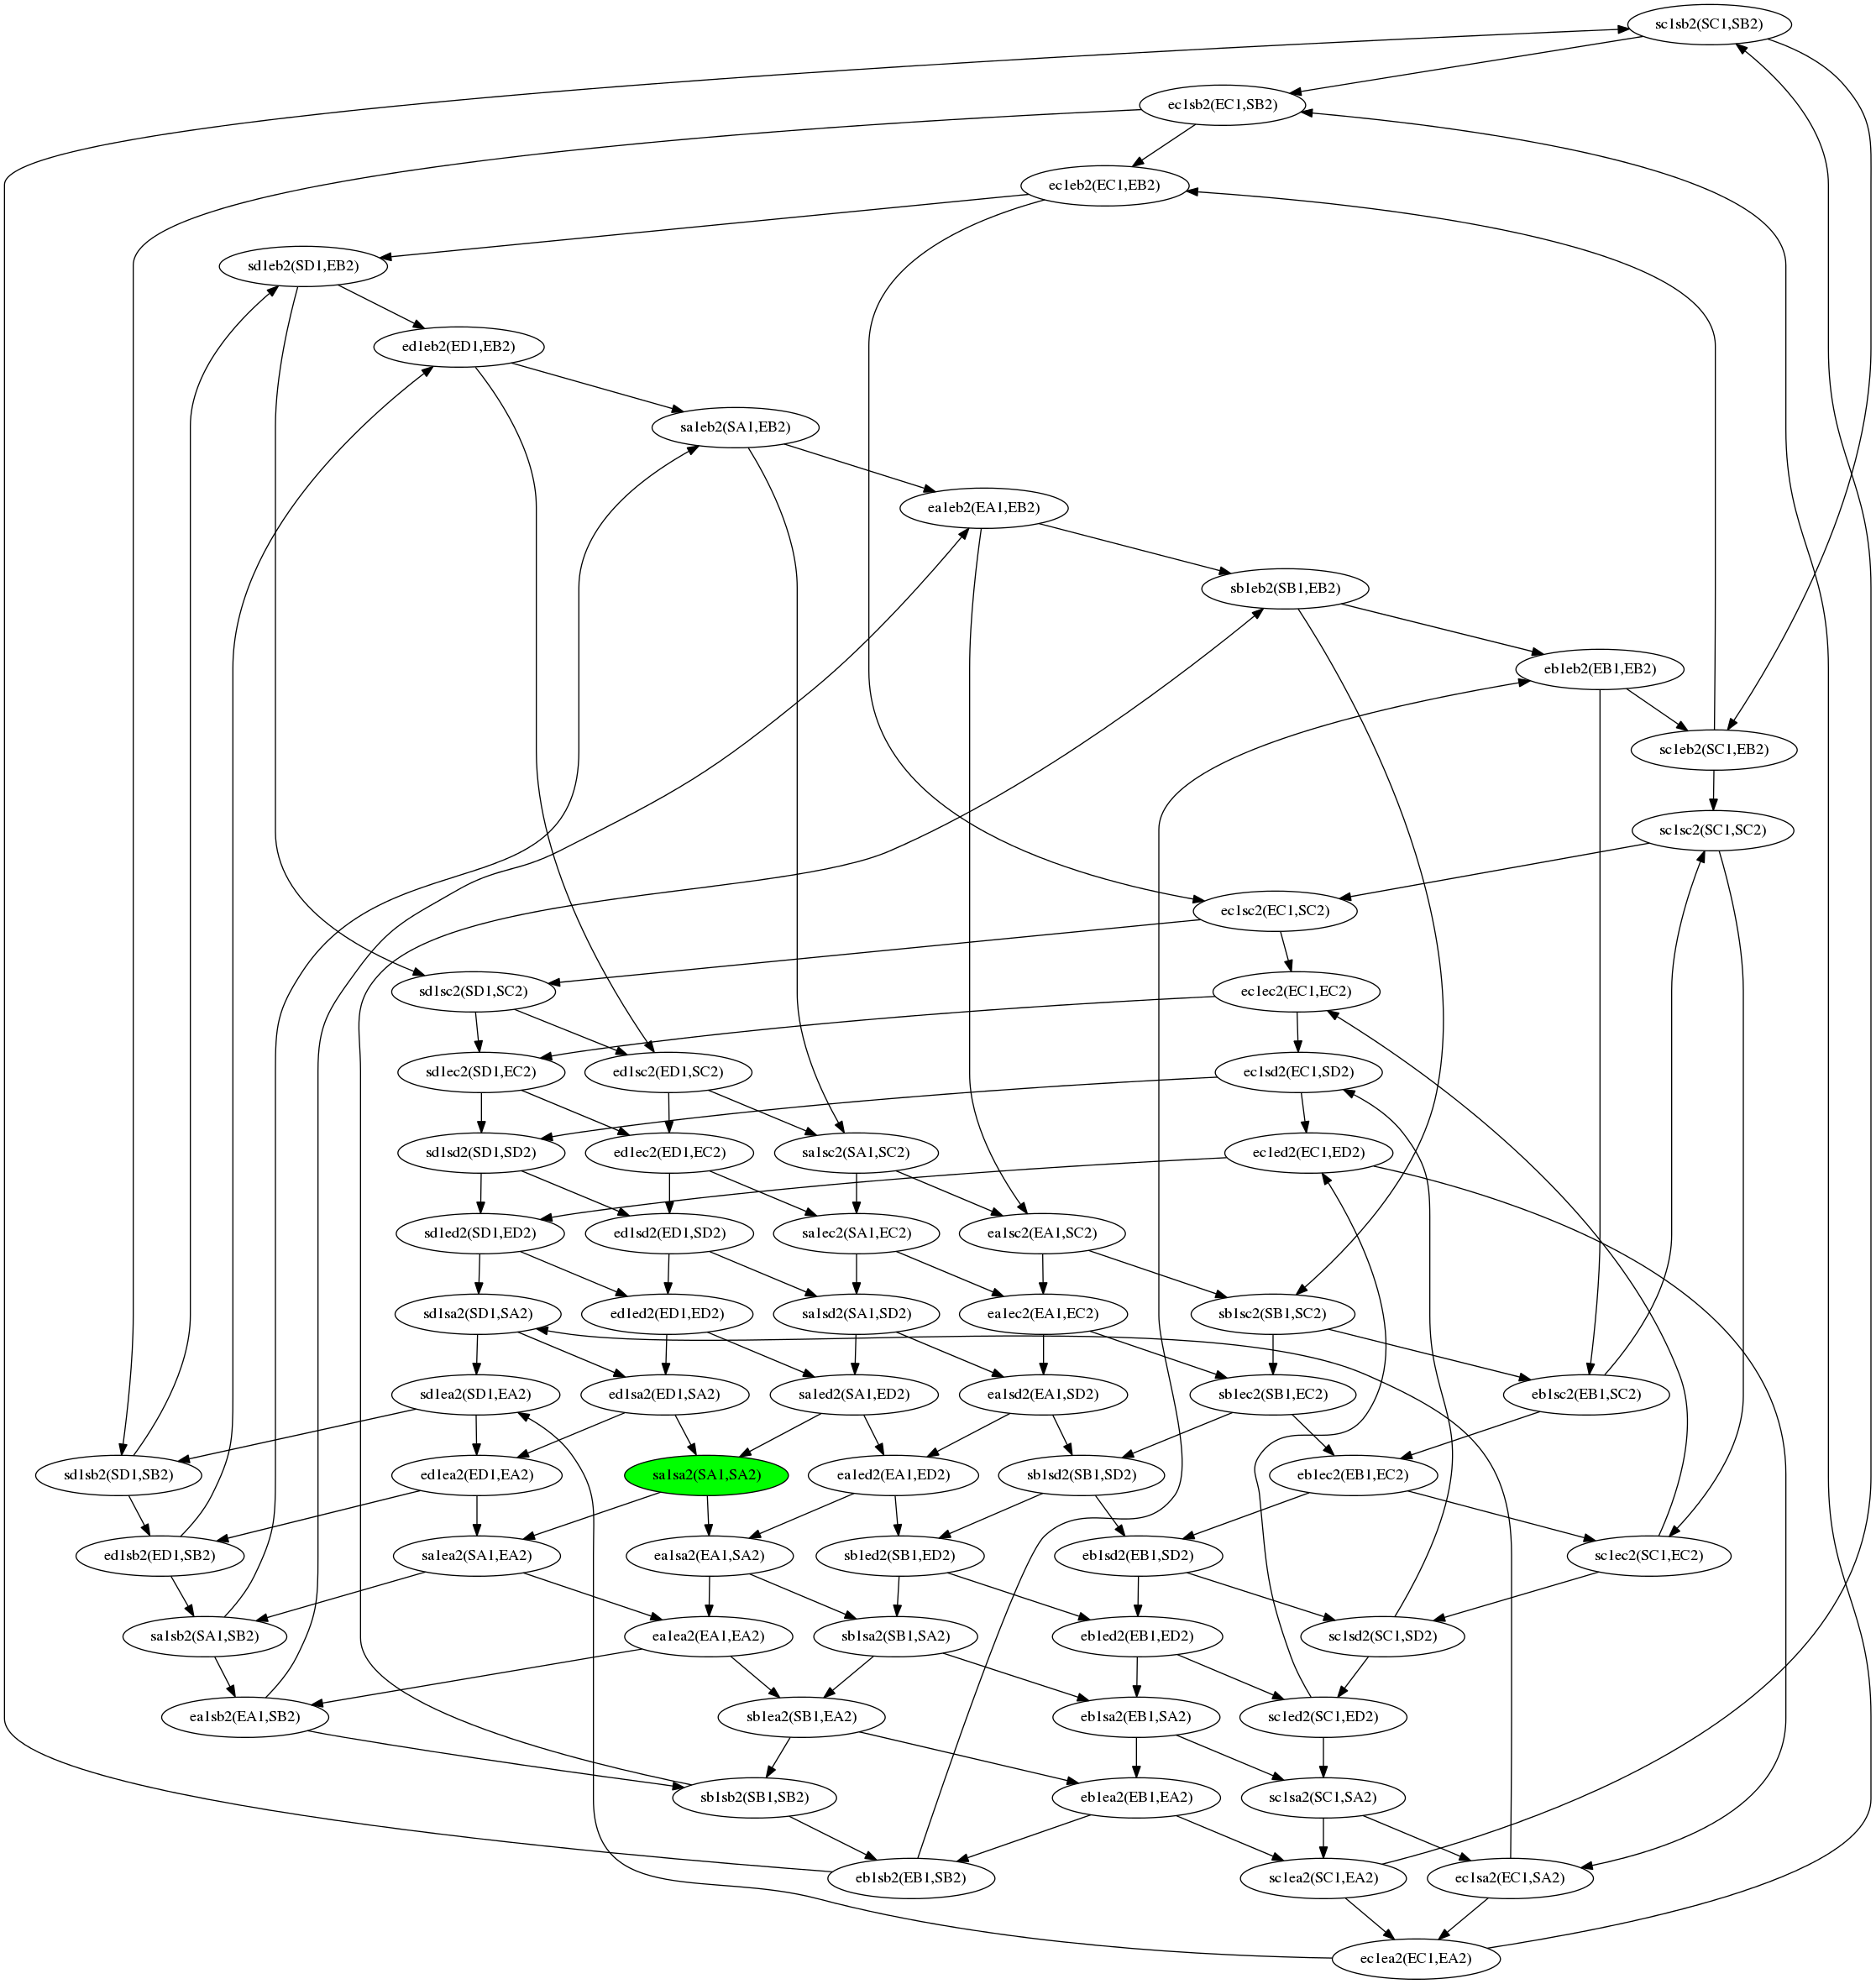 sc1sb2(SC1,SB2)
ec1sb2(EC1,SB2)
ec1eb2(EC1,EB2)
sd1eb2(SD1,EB2)
ed1eb2(ED1,EB2)
sa1eb2(SA1,EB2)
ea1eb2(EA1,EB2)
sb1eb2(SB1,EB2)
eb1eb2(EB1,EB2)
sc1eb2(SC1,EB2)
sc1sc2(SC1,SC2)
ec1sc2(EC1,SC2)
sd1sc2(SD1,SC2)
ec1ec2(EC1,EC2)
sd1ec2(SD1,EC2)
ed1sc2(ED1,SC2)
ec1sd2(EC1,SD2)
sd1sd2(SD1,SD2)
ed1ec2(ED1,EC2)
sa1sc2(SA1,SC2)
ec1ed2(EC1,ED2)
sd1ed2(SD1,ED2)
ed1sd2(ED1,SD2)
sa1ec2(SA1,EC2)
ea1sc2(EA1,SC2)
sd1sa2(SD1,SA2)
ed1ed2(ED1,ED2)
sa1sd2(SA1,SD2)
ea1ec2(EA1,EC2)
sb1sc2(SB1,SC2)
sd1ea2(SD1,EA2)
ed1sa2(ED1,SA2)
sa1ed2(SA1,ED2)
ea1sd2(EA1,SD2)
sb1ec2(SB1,EC2)
eb1sc2(EB1,SC2)
sd1sb2(SD1,SB2)
ed1ea2(ED1,EA2)
sa1sa2(SA1,SA2)
ea1ed2(EA1,ED2)
sb1sd2(SB1,SD2)
eb1ec2(EB1,EC2)
ed1sb2(ED1,SB2)
sa1ea2(SA1,EA2)
ea1sa2(EA1,SA2)
sb1ed2(SB1,ED2)
eb1sd2(EB1,SD2)
sc1ec2(SC1,EC2)
sa1sb2(SA1,SB2)
ea1ea2(EA1,EA2)
sb1sa2(SB1,SA2)
eb1ed2(EB1,ED2)
sc1sd2(SC1,SD2)
ea1sb2(EA1,SB2)
sb1ea2(SB1,EA2)
eb1sa2(EB1,SA2)
sc1ed2(SC1,ED2)
sb1sb2(SB1,SB2)
eb1ea2(EB1,EA2)
sc1sa2(SC1,SA2)
eb1sb2(EB1,SB2)
sc1ea2(SC1,EA2)
ec1sa2(EC1,SA2)
ec1ea2(EC1,EA2)